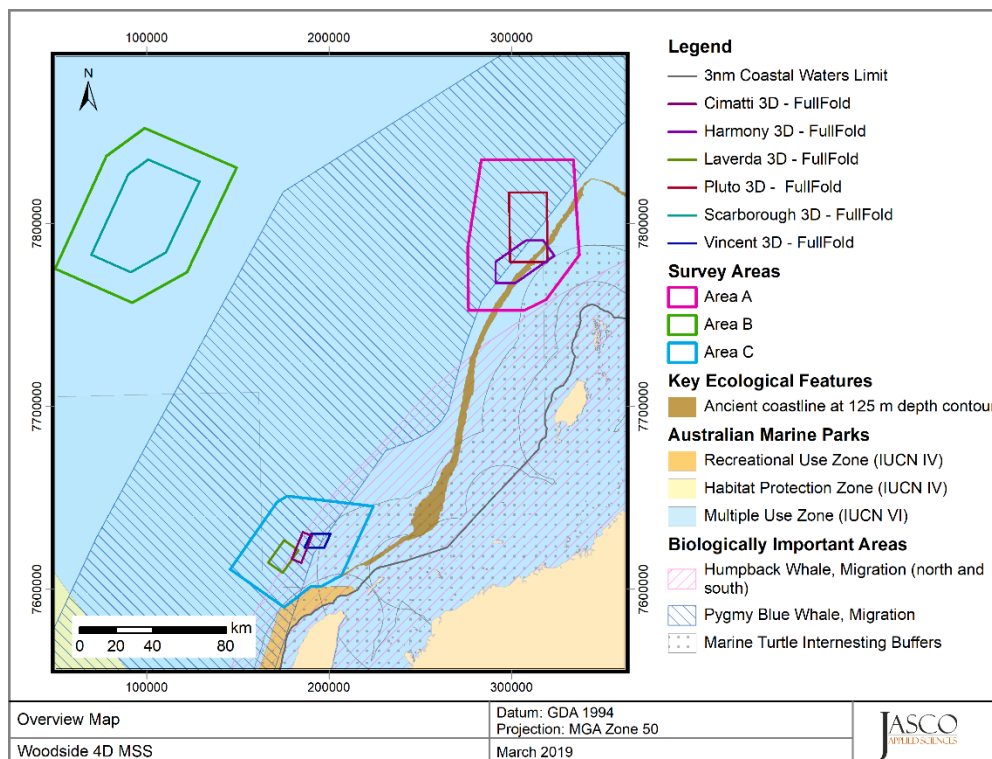 100000 200000 300000
N
7800000 7800000
7700000 7700000
7600000 7600000
km
0 20 40 80
100000 200000 300000
Legend
3nm Coastal Waters Limit
Cimatti 3D - FullFold
Harmony 3D - FullFold
Laverda 3D - FullFold
Pluto 3D - FullFold
Scarborough 3D - FullFold
Vincent 3D - FullFold
Survey Areas
Area A
Area B
Area C
Key Ecological Features
Ancient coastline at 125 m depth contour
Australian Marine Parks
Recreational Use Zone (IUCN IV)
Habitat Protection Zone (IUCN IV)
Multiple Use Zone (IUCN VI)
Biologically Important Areas
Humpback Whale, Migration (north and
south)
Pygmy Blue Whale, Migration
Marine Turtle Internesting Buffers
Overview Map
Woodside 4D MSS
Datum: GDA 1994
Projection: MGA Zone 50
March 2019
JASCO
APPLIED SCIENCES